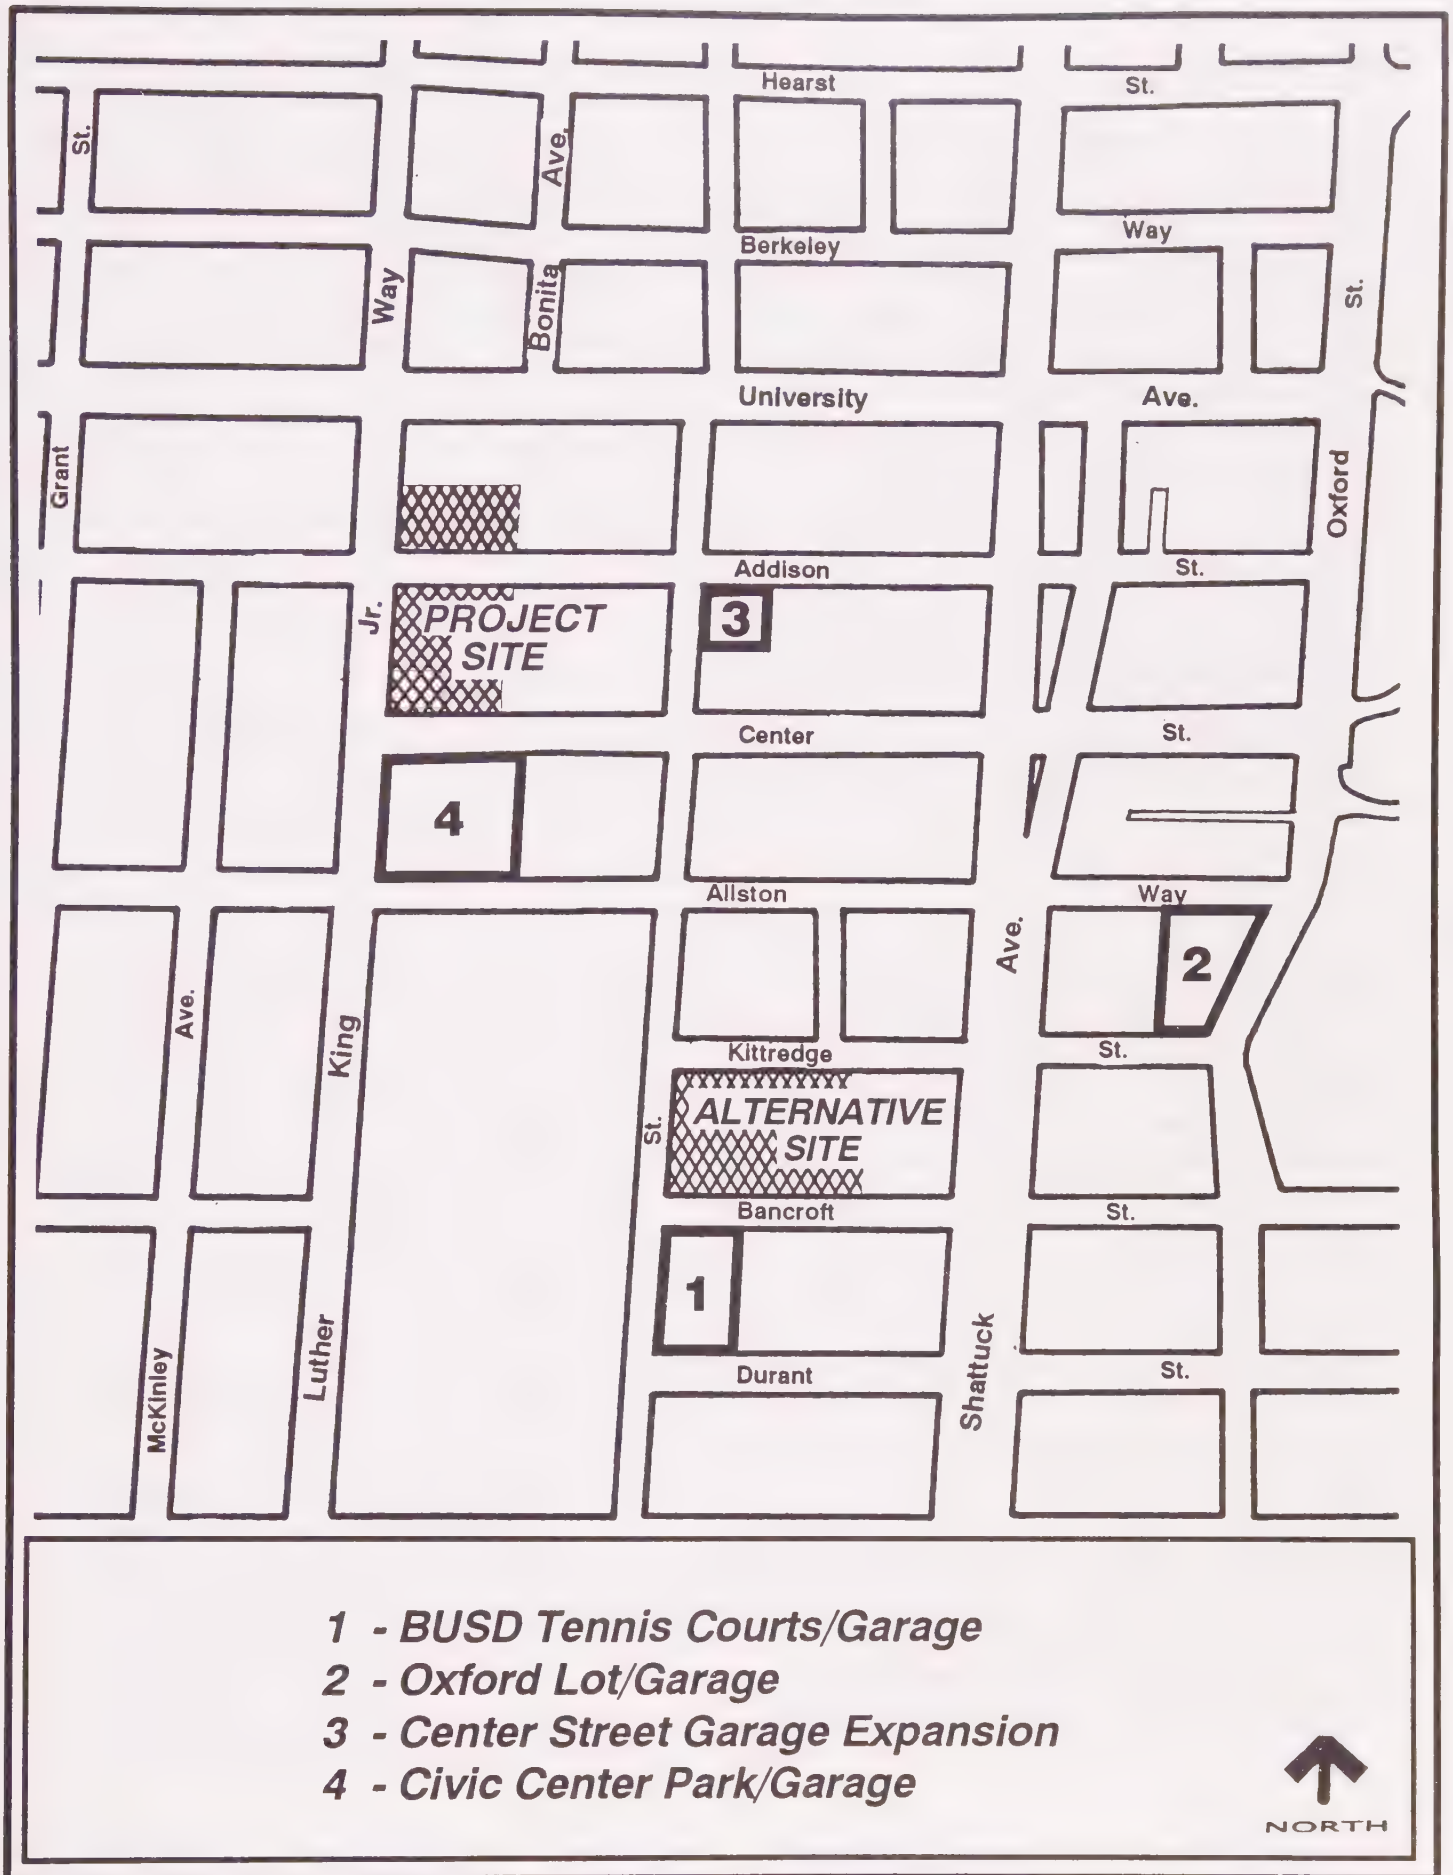 Hearst St.
St.
Ave.
Berkeley Way
Way
Bonita
St.
University Ave.
Grant
Oxford
Addison St.
Jr.
PROJECT
SITE
3
Center St.
4
Allston Way
Ave.
2
Ave.
King
Kittredge St.
ALTERNATIVE
SITE
St.
Bancroft St.
1
Luther
Shattuck
McKinley
Durant St.
1 - BUSD Tennis Courts/Garage
2 - Oxford Lot/Garage
3 - Center Street Garage Expansion
4 - Civic Center Park/Garage
NORTH